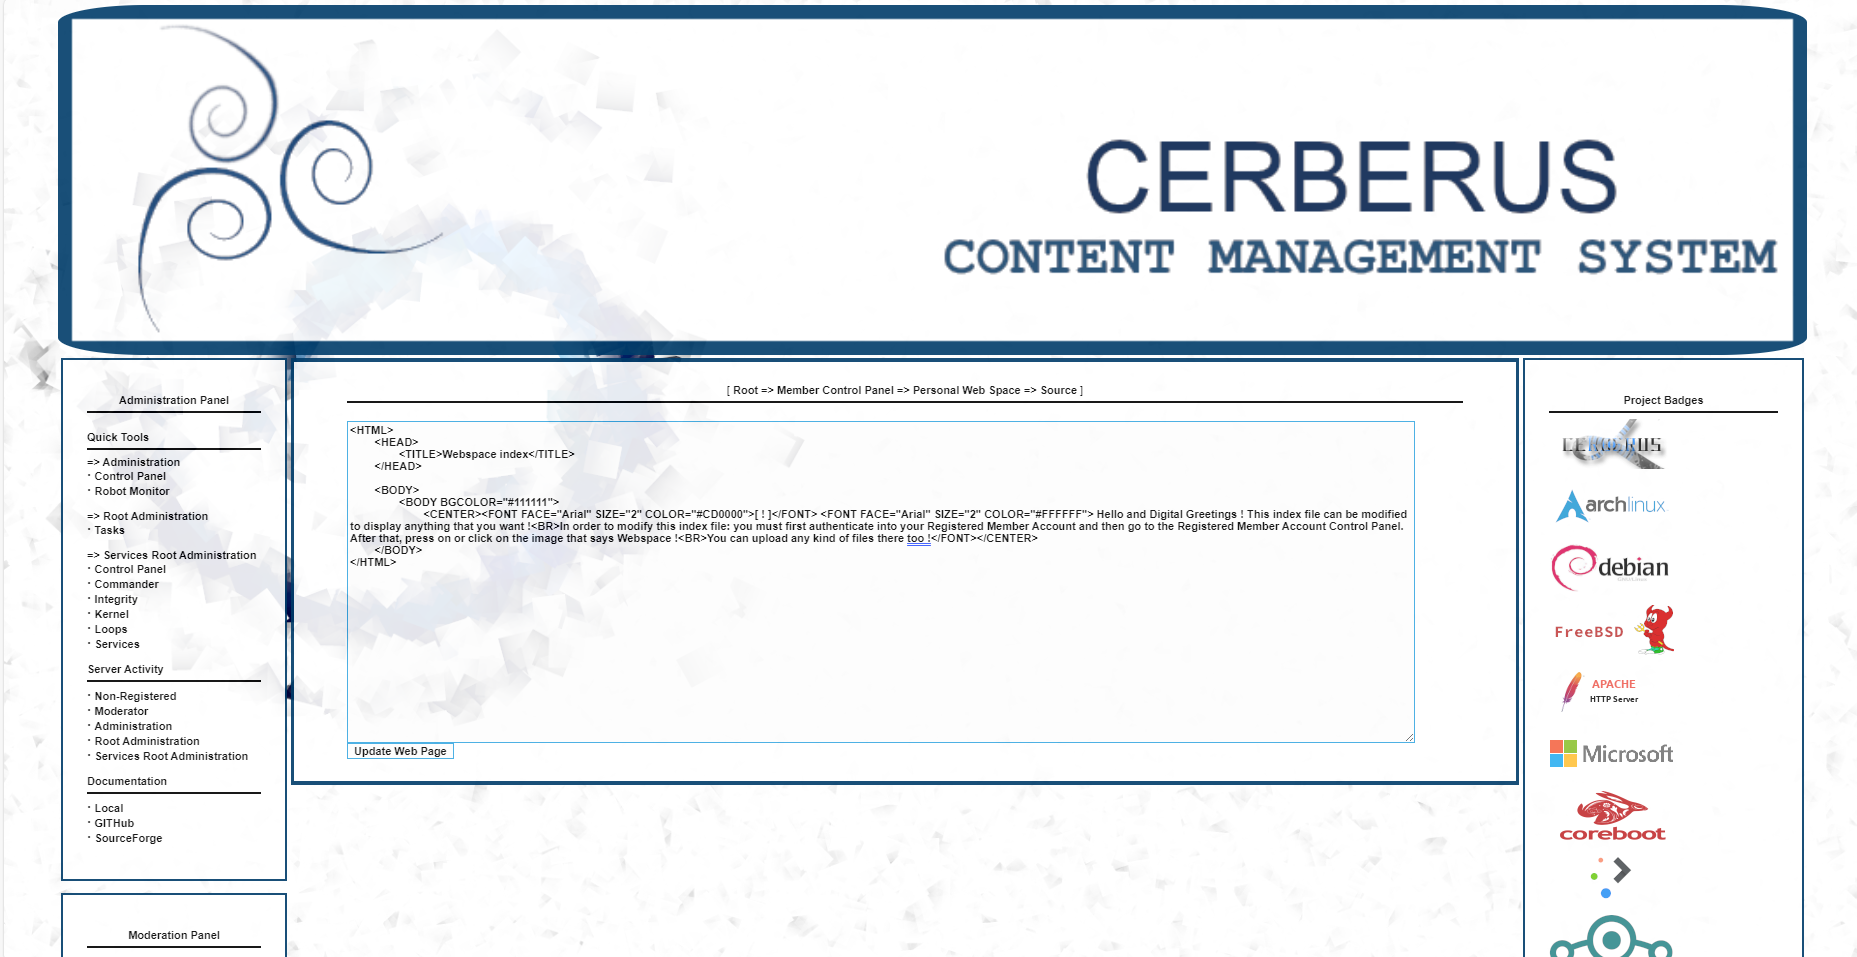 CERBERUS
CONTENT MANAGEMENT SYSTEM
Administration Panel
Quick Tools
=> Administration
· Control Panel
· Robot Monitor
=> Root Administration
· Tasks
=> Services Root Administration
· Control Panel
· Commander
· Integrity
· Kernel
· Loops
· Services
Server Activity
· Non-Registered
· Moderator
· Administration
· Root Administration
· Services Root Administration
Documentation
· Local
· GITHub
· SourceForge
Moderation Panel
[ Root => Member Control Panel => Personal Web Space => Source ]
<HTML>
<HEAD>
<TITLE>Webspace index</TITLE>
</HEAD>
<BODY>
<BODY BGCOLOR="#111111">
<CENTER><FONT FACE="Arial" SIZE="2" COLOR="#CD0000">[ ! ]</FONT> <FONT FACE="Arial" SIZE="2" COLOR="#FFFFFF"> Hello and Digital Greetings ! This index file can be modified
to display anything that you want !<BR>In order to modify this index file: you must first authenticate into your Registered Member Account and then go to the Registered Member Account Control Panel.
After that, press on or click on the image that says Webspace !<BR>You can upload any kind of files there too !</FONT></CENTER>
</BODY>
</HTML>
Update Web Page
Project Badges
CERBERUS
archlinux
debian
FreeBSD
APACHE
HTTP Server
Microsoft
coreboot